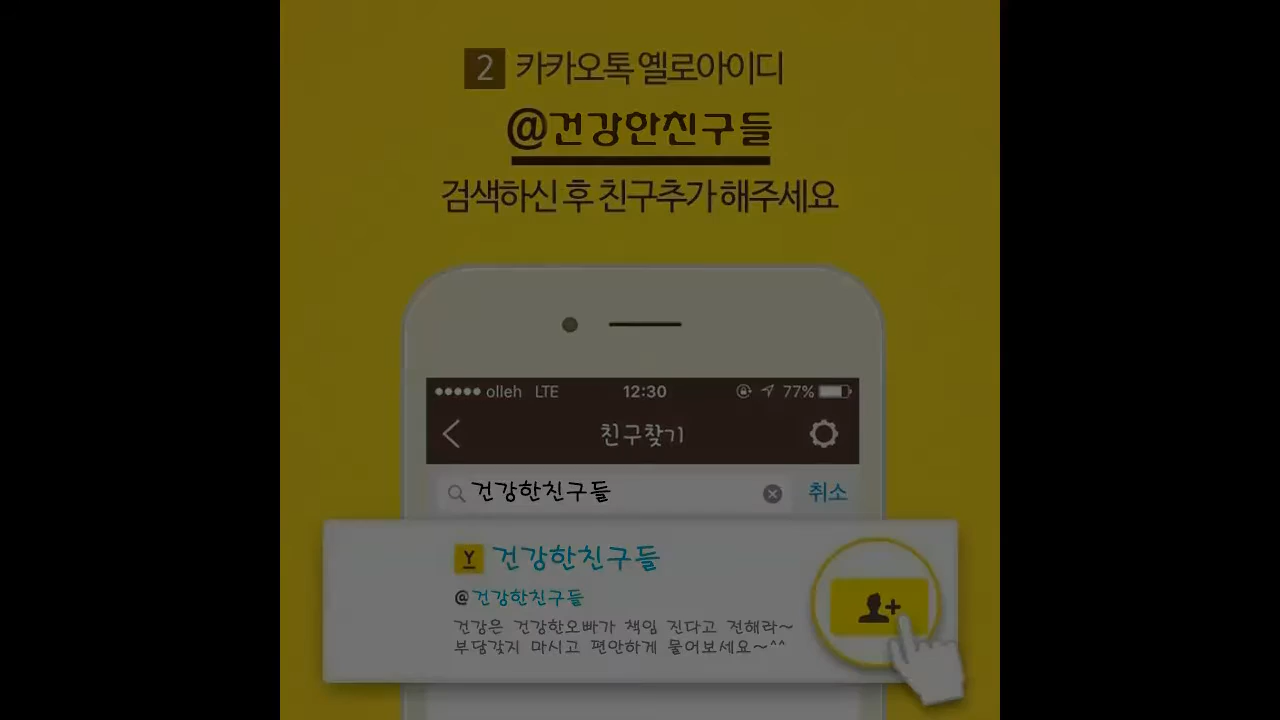 2 카카오톡 옐로아이디
@건강한친구들
검색하신 후 친구추가 해주세요
olleh LTE 12:30 77%
친구찾기
건강한친구들 취소
Y 건강한친구들
@건강한친구들
건강은 건강한오빠가 책임 진다고 전해라~
부담갖지 마시고 편안하게 물어보세요~^^